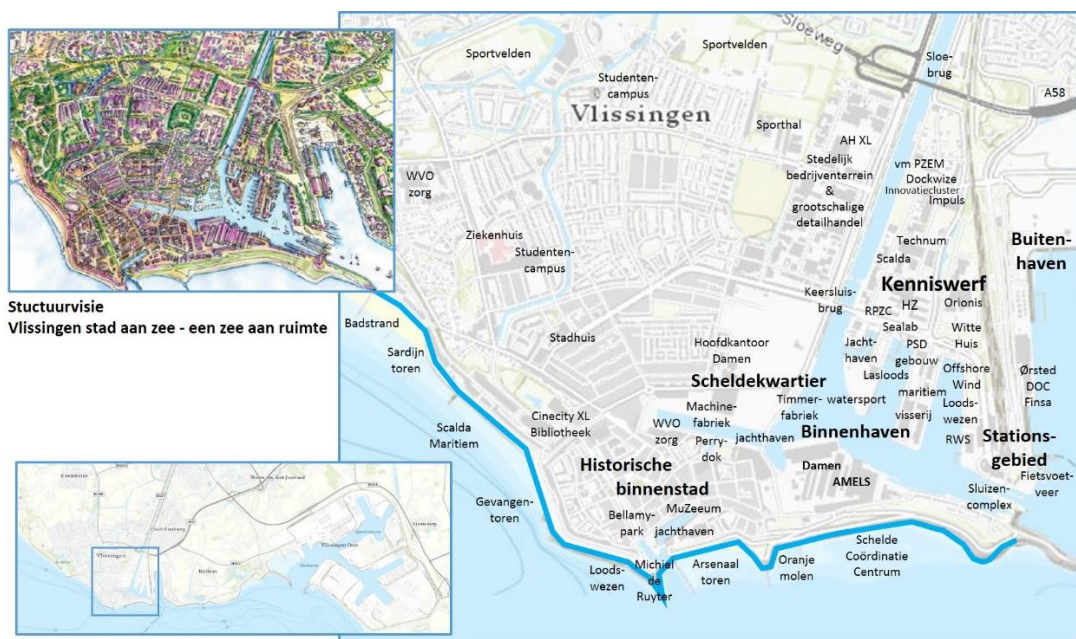 Stuctuurvisie
Vlissingen stad aan zee - een zee aan ruimte
Sportvelden
Sportvelden
Sloeweg
Sloe-
brug
A58
Studenten-
campus
Vlissingen
Sporthal
AH XL
Stedelijk
bedrijventerrein
&
grootschalige
detailhandel
vm PZEM
Dockwize
Innovatiecluster
Impuls
WVO
zorg
Ziekenhuis
Studenten-
campus
Technum
Scalda
Buiten-
haven
Kenniswerf
Keersluis-
brug
RPZC
HZ
Orionis
Badstrand
Sardijn
toren
Stadhuis
Hoofdkantoor
Damen
Sealab
Witte
Huis
Jacht-
haven
PSD
gebouw
Lasloods
Offshore
Wind
Ørsted
DOC
Finsa
Scheldekwartier
Timmer-
fabriek
watersport
maritiem
visserij
Loods-
wezen
RWS
Cinecity XL
Bibliotheek
Machine-
fabriek
WVO
zorg
Perry-
dok
jachthaven
Binnenhaven
Stations-
gebied
Scalda
Maritiem
Historische
binnenstad
Damen
AMELS
Fietsvoet-
veer
Sluizen-
complex
Gevangen-
toren
Bellamy-
park
MuZeeum
jachthaven
Loods-
wezen
Michiel
de
Ruyter
Arsenaal
toren
Oranje
molen
Schelde
Coördinatie
Centrum
Vlissingen